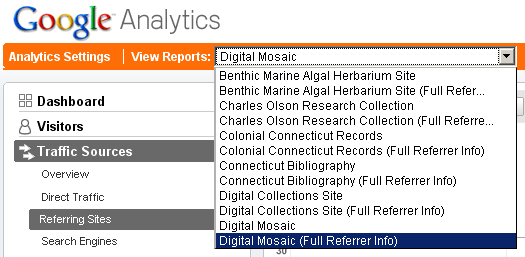 Google Analytics
Analytics Settings | View Reports: Digital Mosaic
Benthic Marine Algal Herbarium Site
Benthic Marine Algal Herbarium Site (Full Refer...
Charles Olson Research Collection
Charles Olson Research Collection (Full Referre...
Colonial Connecticut Records
Colonial Connecticut Records (Full Referrer Info)
Connecticut Bibliography
Connecticut Bibliography (Full Referrer Info)
Digital Collections Site
Digital Collections Site (Full Referrer Info)
Digital Mosaic
Digital Mosaic (Full Referrer Info)
Dashboard
Visitors
Traffic Sources
Overview
Direct Traffic
Referring Sites
Search Engines
30